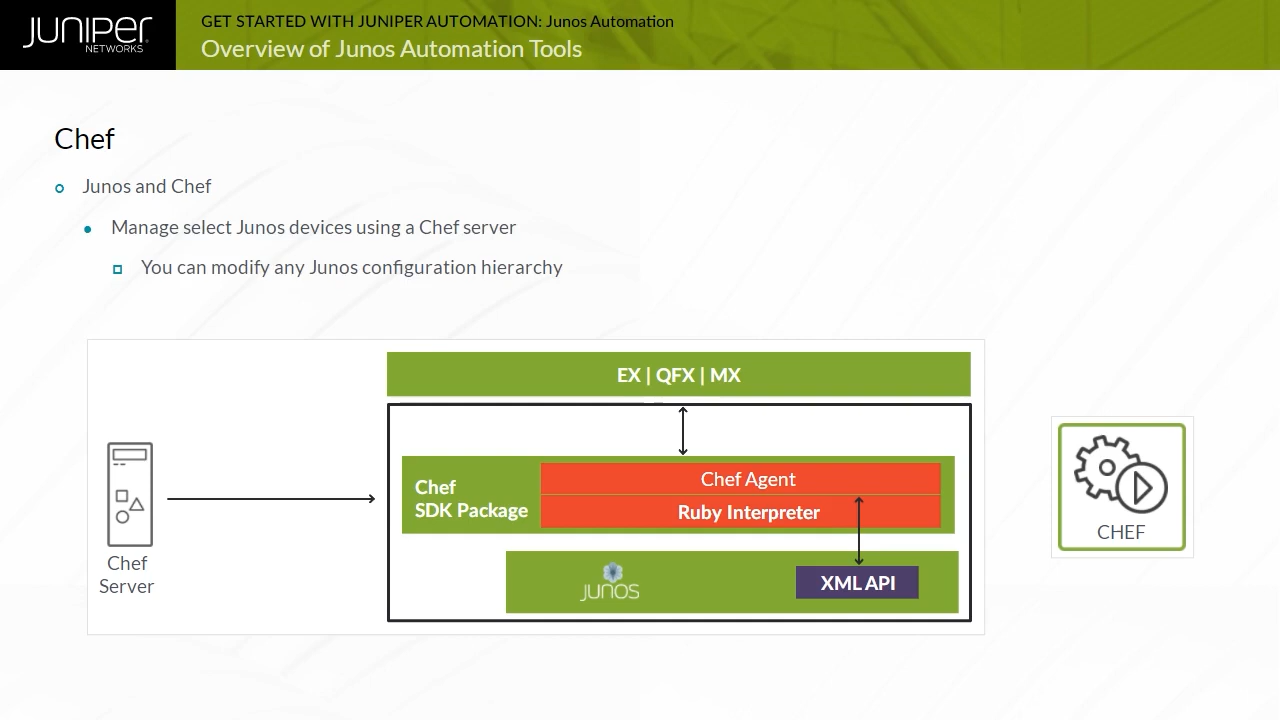 JUNIPER
NETWORKS
GET STARTED WITH JUNIPER AUTOMATION: Junos Automation
Overview of Junos Automation Tools
Chef
Junos and Chef
Manage select Junos devices using a Chef server
You can modify any Junos configuration hierarchy
EX | QFX | MX
Chef
SDK Package
Chef Agent
Ruby Interpreter
JUNOS
XML API
Chef
Server
CHEF